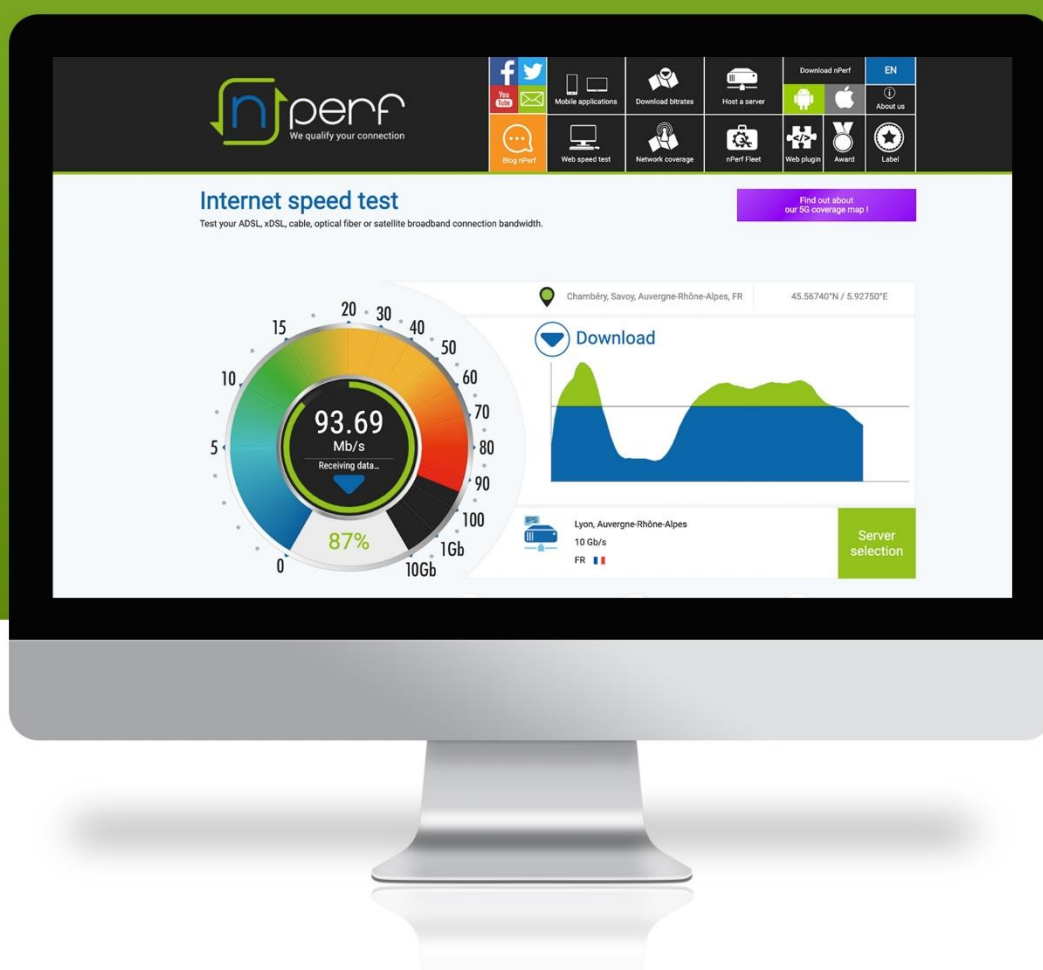 nperf
We qualify your connection
f
You
Tube
Mobile applications
Download bitrates
Host a server
Download nPerf
EN
About us
Blog nPerf
Web speed test
Network coverage
nPerf Fleet
Web plugin
Award
Label
Internet speed test
Test your ADSL, xDSL, cable, optical fiber or satellite broadband connection bandwidth.
Find out about
our 5G coverage map !
Chambéry, Savoy, Auvergne-Rhône-Alpes, FR
45.56740°N / 5.92750°E
Download
0
5
10
15
20
30
40
50
60
70
80
90
100
1Gb
10Gb
93.69
Mb/s
Receiving data...
87%
IPS
Lyon, Auvergne-Rhône-Alpes
10 Gb/s
FR
Server
selection